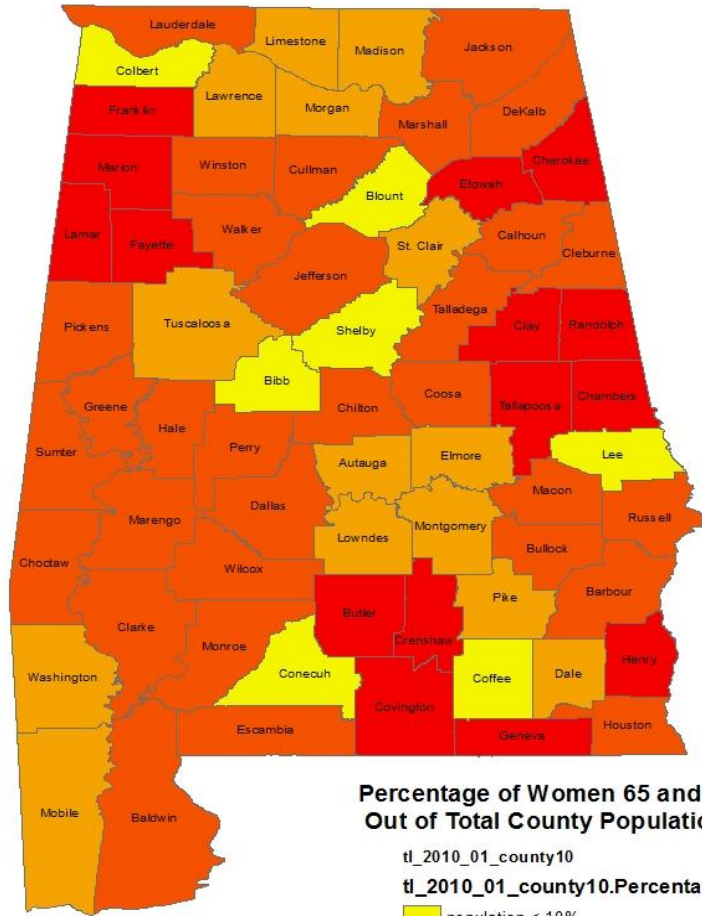 Lauderdale
Limestone
Madison
Jackson
Colbert
Lawrence
Morgan
Franklin
Marshall
DeKalb
Marion
Winston
Cullman
Cherokee
Etowah
Blount
Lamar
Fayette
Walker
St. Clair
Calhoun
Cleburne
Jefferson
Pickens
Tuscaloosa
Talladega
Shelby
Clay
Randolph
Bibb
Greene
Hale
Chilton
Coosa
Tallapoosa
Chambers
Sumter
Perry
Autauga
Elmore
Lee
Macon
Dallas
Marengo
Lowndes
Montgomery
Russell
Choctaw
Wilcox
Bullock
Butler
Pike
Barbour
Clarke
Monroe
Crenshaw
Washington
Conecuh
Coffee
Dale
Henry
Covington
Escambia
Geneva
Houston
Mobile
Baldwin
Percentage of Women 65 and
Out of Total County Populatio
tl_2010_01_county10
tl_2010_01_county10.Percenta